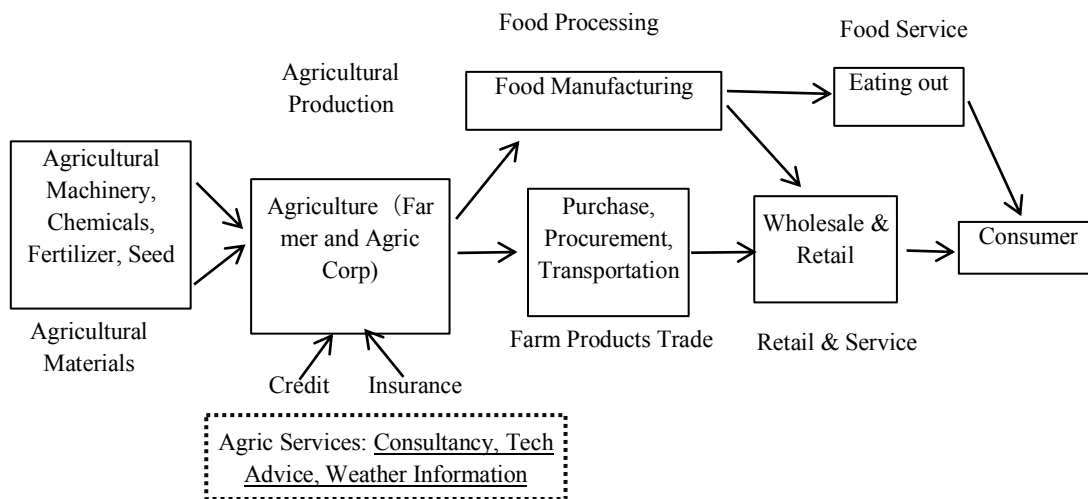 Food Processing
Food Service
Agricultural
Production
Food Manufacturing
Eating out
Agricultural
Machinery,
Chemicals,
Fertilizer, Seed
Agriculture（Far
mer and Agric
Corp)
Purchase,
Procurement,
Transportation
Wholesale &
Retail
Consumer
Agricultural
Materials
Farm Products Trade
Retail & Service
Credit
Insurance
Agric Services: Consultancy, Tech
Advice, Weather Information